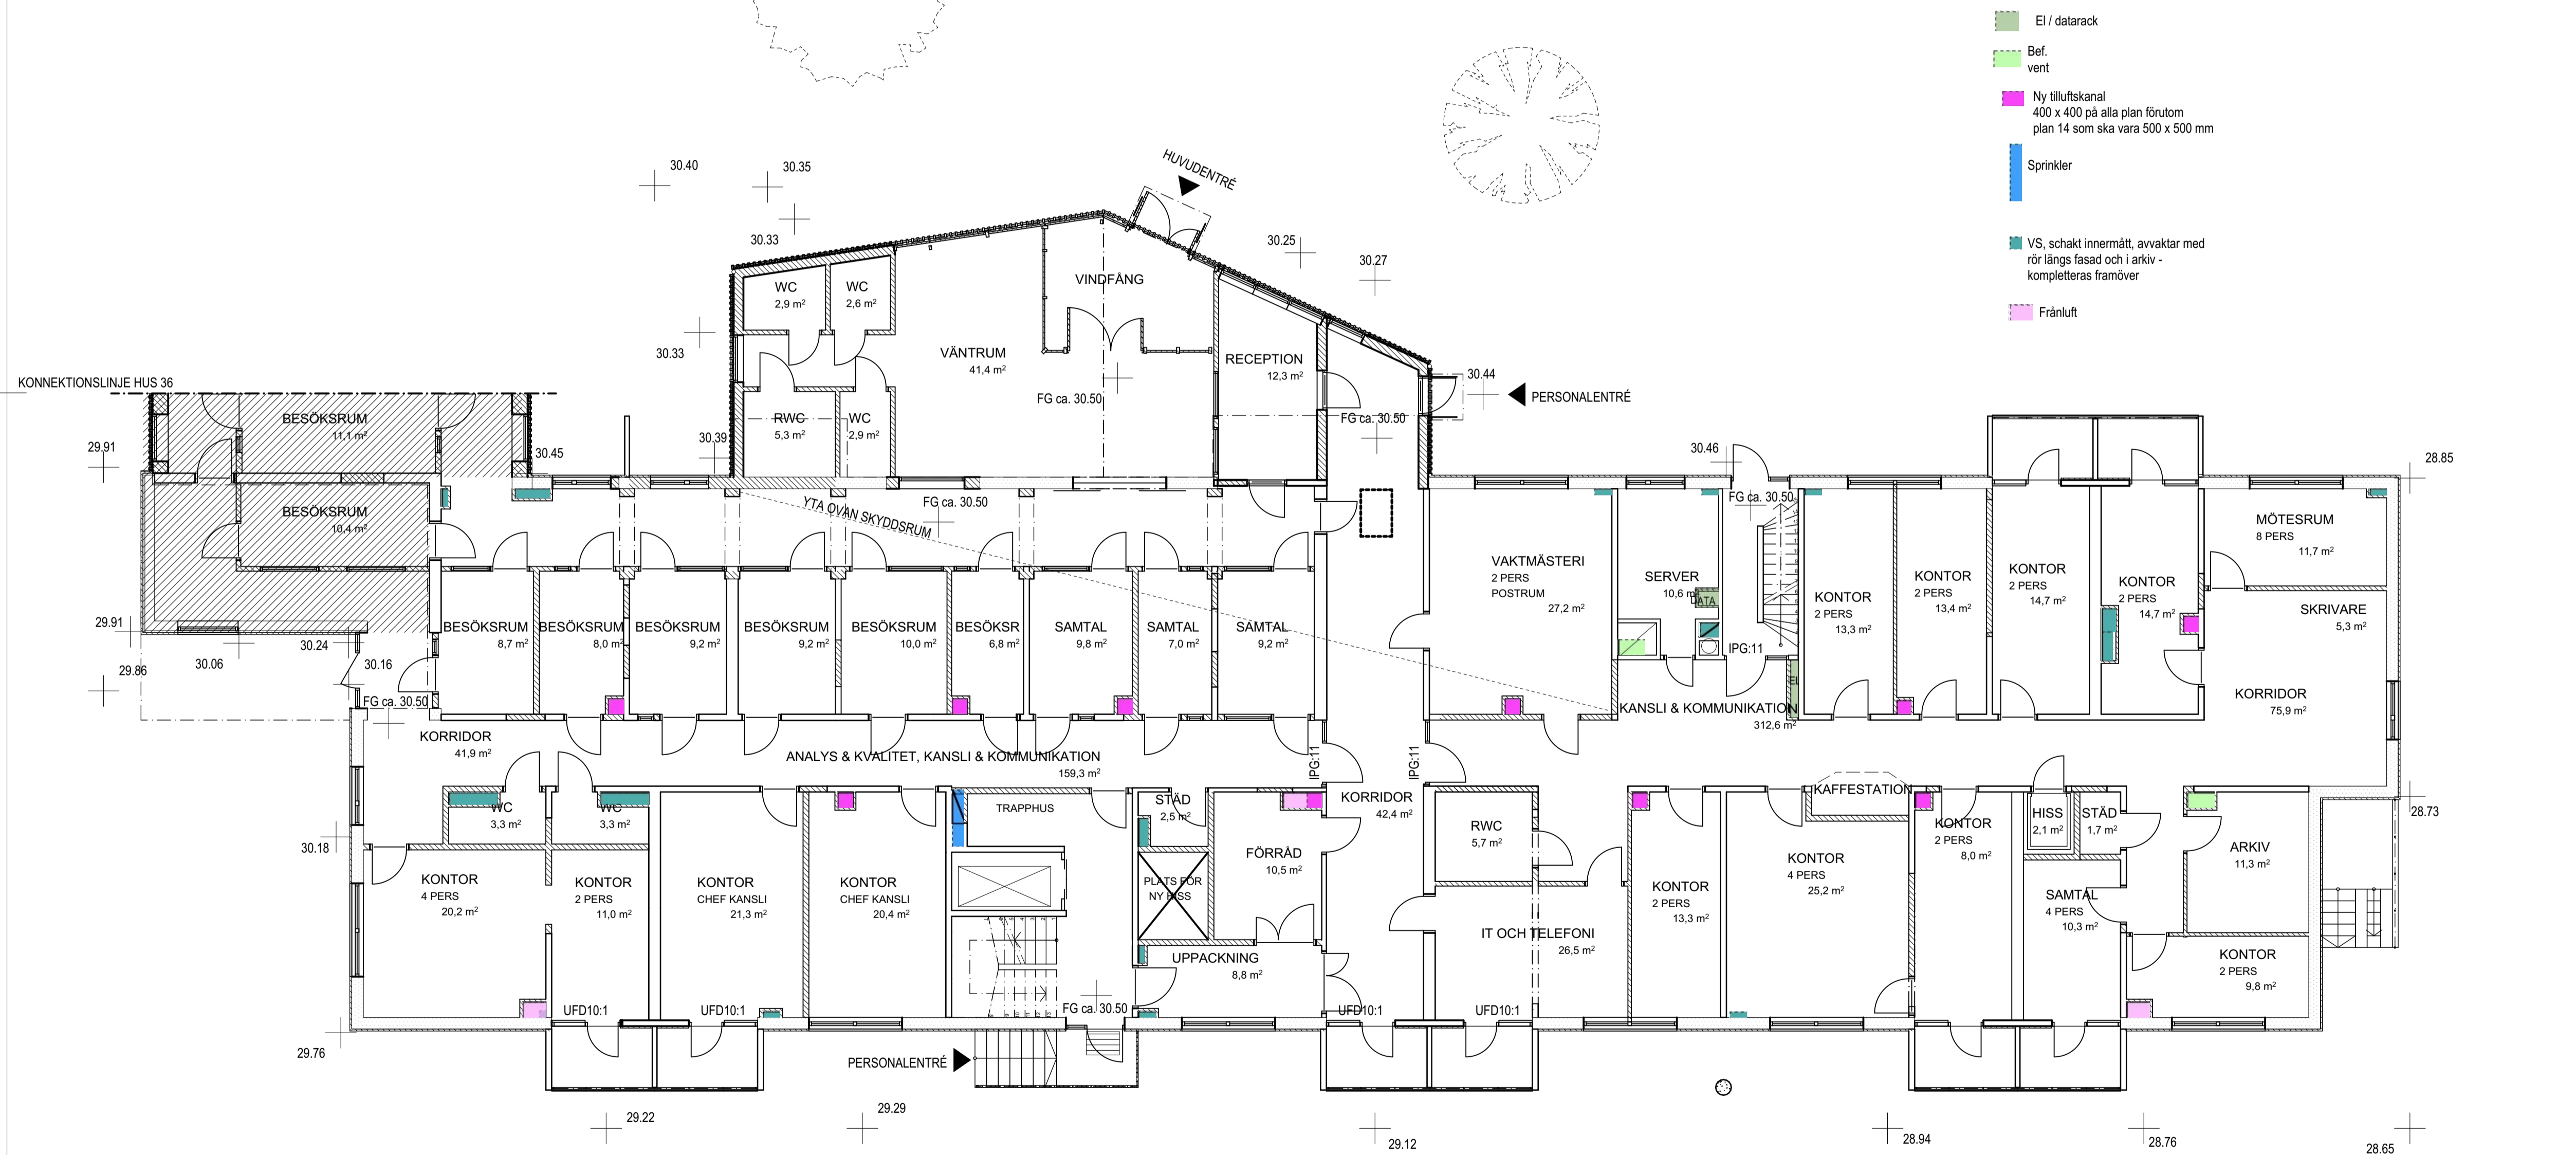 El / datarack
Bef.
vent
Ny tilluftskanal
400 x 400 på alla plan förutom
plan 14 som ska vara 500 x 500 mm
Sprinkler
VS, schakt innermått, avvaktar med
rör längs fasad och i arkiv -
kompletteras framöver
Frånluft
30.40
30.35
HUVUDENTRÉ
30.33
30.25
30.27
WC
2,9 m²
WC
2,6 m²
VINDFÅNG
30.33
VÄNTRUM
41,4 m²
RECEPTION
12,3 m²
KONNEKTIONSLINJE HUS 36
30.44
PERSONALENTRÉ
FG ca. 30.50
RWC
5,3 m²
WC
2,9 m²
FG ca. 30.50
BESÖKSRUM
11,1 m²
29.91
30.45
30.39
30.46
28.85
BESÖKSRUM
10,4 m²
YTA OVAN SKYDDSRUM
FG ca. 30.50
FG ca. 30.50
MÖTESRUM
8 PERS
11,7 m²
VAKTMÄSTERI
2 PERS
POSTRUM
27,2 m²
SERVER
10,6 m²
ATA
KONTOR
2 PERS
13,3 m²
KONTOR
2 PERS
13,4 m²
KONTOR
2 PERS
14,7 m²
KONTOR
2 PERS
14,7 m²
SKRIVARE
5,3 m²
29.91
30.06
30.24
30.16
29.86
BESÖKSRUM
8,7 m²
BESÖKSRUM
8,0 m²
BESÖKSRUM
9,2 m²
BESÖKSRUM
9,2 m²
BESÖKSRUM
10,0 m²
BESÖKSR
6,8 m²
SAMTAL
9,8 m²
SAMTAL
7,0 m²
SAMTAL
9,2 m²
IPG:11
EL
FG ca. 30.50
KANSLI & KOMMUNIKATION
312,6 m²
KORRIDOR
75,9 m²
KORRIDOR
41,9 m²
ANALYS & KVALITET, KANSLI & KOMMUNIKATION
159,3 m²
IPG:11
IPG:11
WC
3,3 m²
WC
3,3 m²
TRAPPHUS
STÄD
2,5 m²
KORRIDOR
42,4 m²
KAFFESTATION
RWC
5,7 m²
KONTOR
2 PERS
8,0 m²
HISS
2,1 m²
STÄD
1,7 m²
28.73
30.18
FÖRRÅD
10,5 m²
ARKIV
11,3 m²
KONTOR
4 PERS
20,2 m²
KONTOR
2 PERS
11,0 m²
KONTOR
CHEF KANSLI
21,3 m²
KONTOR
CHEF KANSLI
20,4 m²
PLATS FÖR
NY HISS
KONTOR
2 PERS
13,3 m²
KONTOR
4 PERS
25,2 m²
SAMTAL
4 PERS
10,3 m²
IT OCH TELEFONI
26,5 m²
UPPACKNING
8,8 m²
KONTOR
2 PERS
9,8 m²
UFD10:1
UFD10:1
FG ca. 30.50
UFD10:1
UFD10:1
29.76
PERSONALENTRÉ
29.22
29.29
29.12
28.94
28.76
28.65